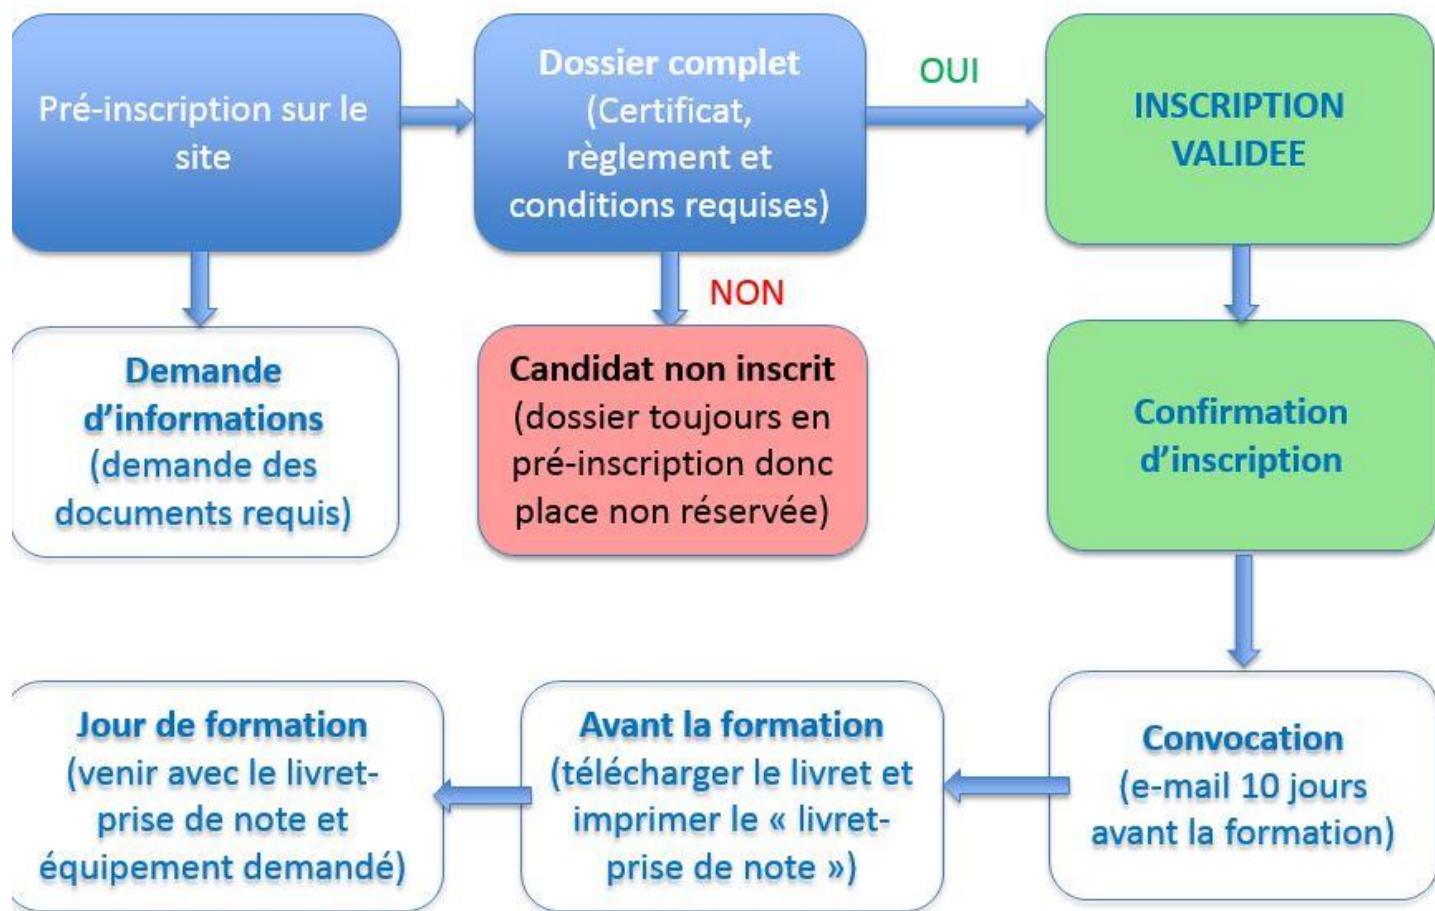 Pré-inscription sur le
site
Dossier complet
(Certificat,
règlement et
conditions requises)
OUI
INSCRIPTION
VALIDEE
NON
Demande
d’informations
(demande des
documents requis)
Candidat non inscrit
(dossier toujours en
pré-inscription donc
place non réservée)
Confirmation
d’inscription
Jour de formation
(venir avec le livret-
prise de note et
équipement demandé)
Avant la formation
(télécharger le livret et
imprimer le « livret-
prise de note »)
Convocation
(e-mail 10 jours
avant la formation)